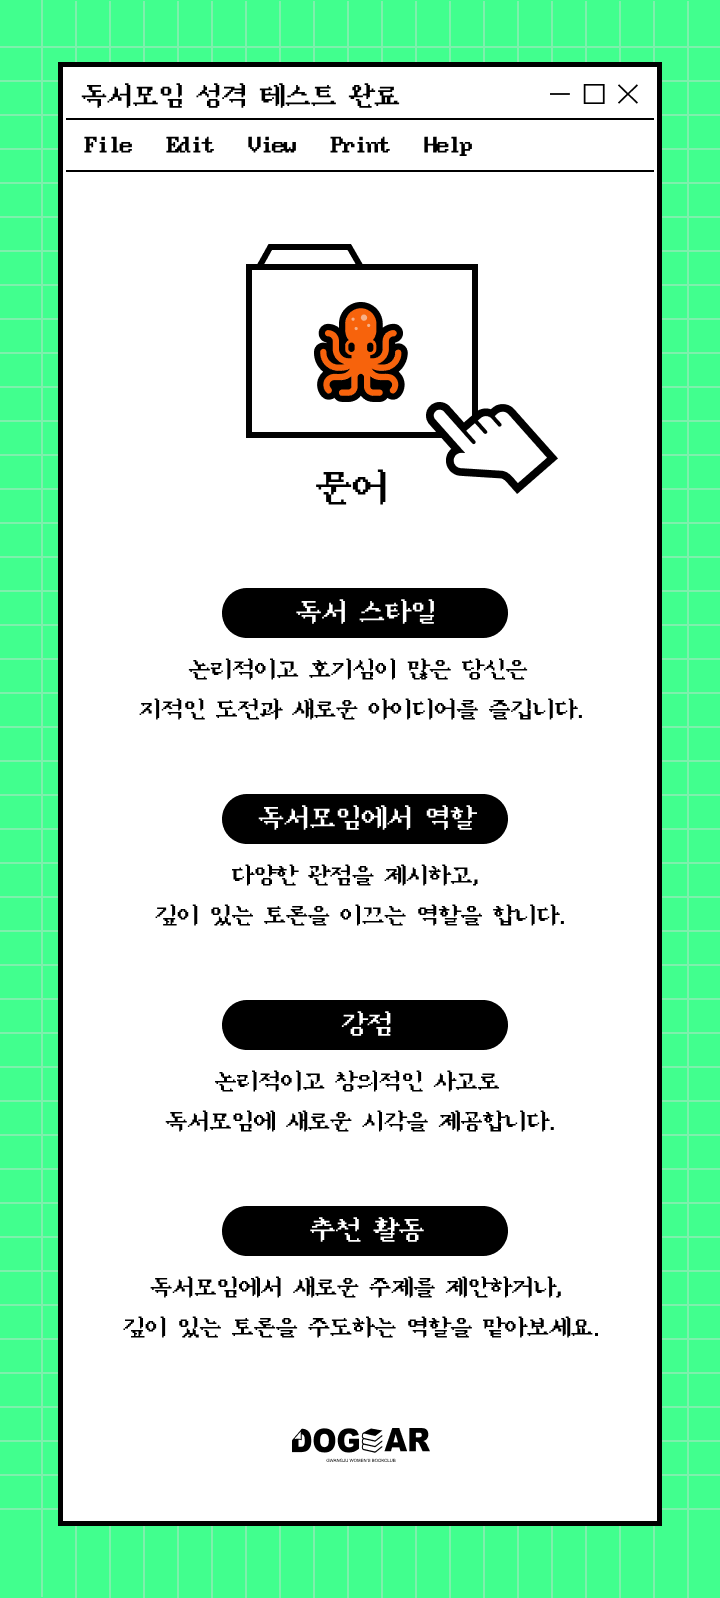 독서모임 성격 테스트 완료
File Edit View Print Help
문어
독서 스타일
논리적이고 호기심이 많은 당신은
지적인 도전과 새로운 아이디어를 즐깁니다.
독서모임에서 역할
다양한 관점을 제시하고,
깊이 있는 토론을 이끄는 역할을 합니다.
강점
논리적이고 창의적인 사고로
독서모임에 새로운 시각을 제공합니다.
추천 활동
독서모임에서 새로운 주제를 제안하거나,
깊이 있는 토론을 주도하는 역할을 맡아보세요.
DOGEAR
GWANGJU WOMEN'S BOOKCLUB